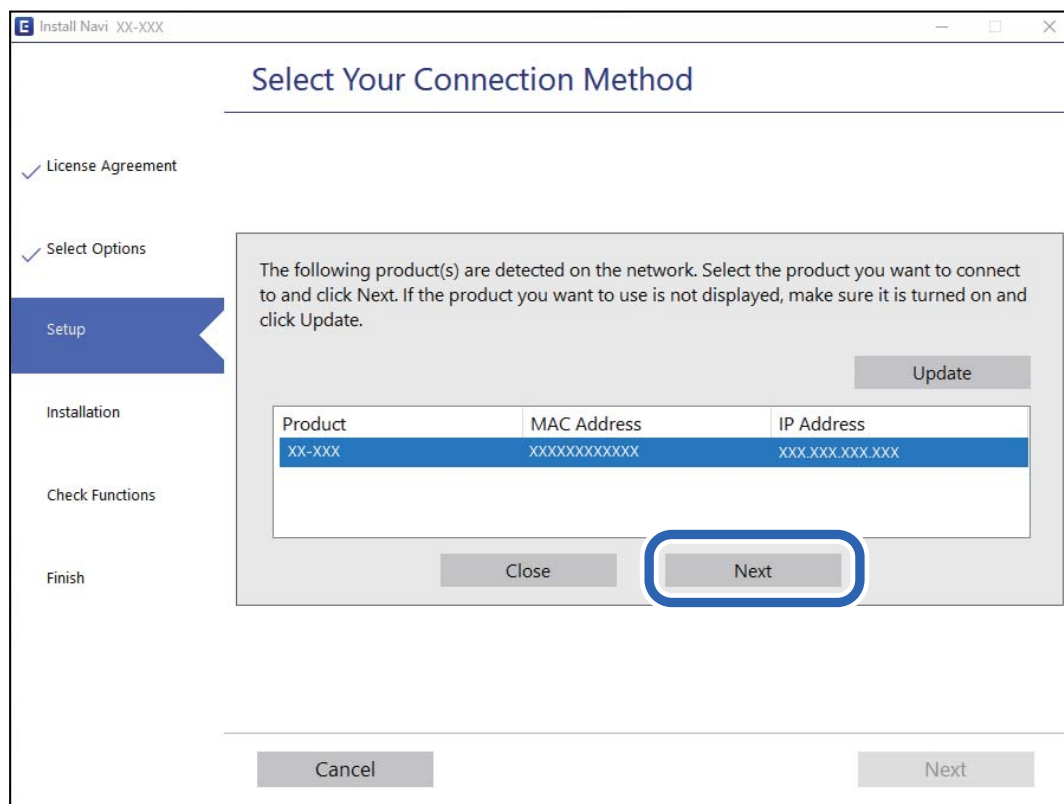 E Install Navi XX-XXX
Select Your Connection Method
License Agreement
Select Options
Setup
Installation
Check Functions
Finish
The following product(s) are detected on the network. Select the product you want to connect
to and click Next. If the product you want to use is not displayed, make sure it is turned on and
click Update.
Update
Product MAC Address IP Address
XX-XXX XXXXXXXXXXXX XXX.XXX.XXX.XXX
Close Next
Cancel Next